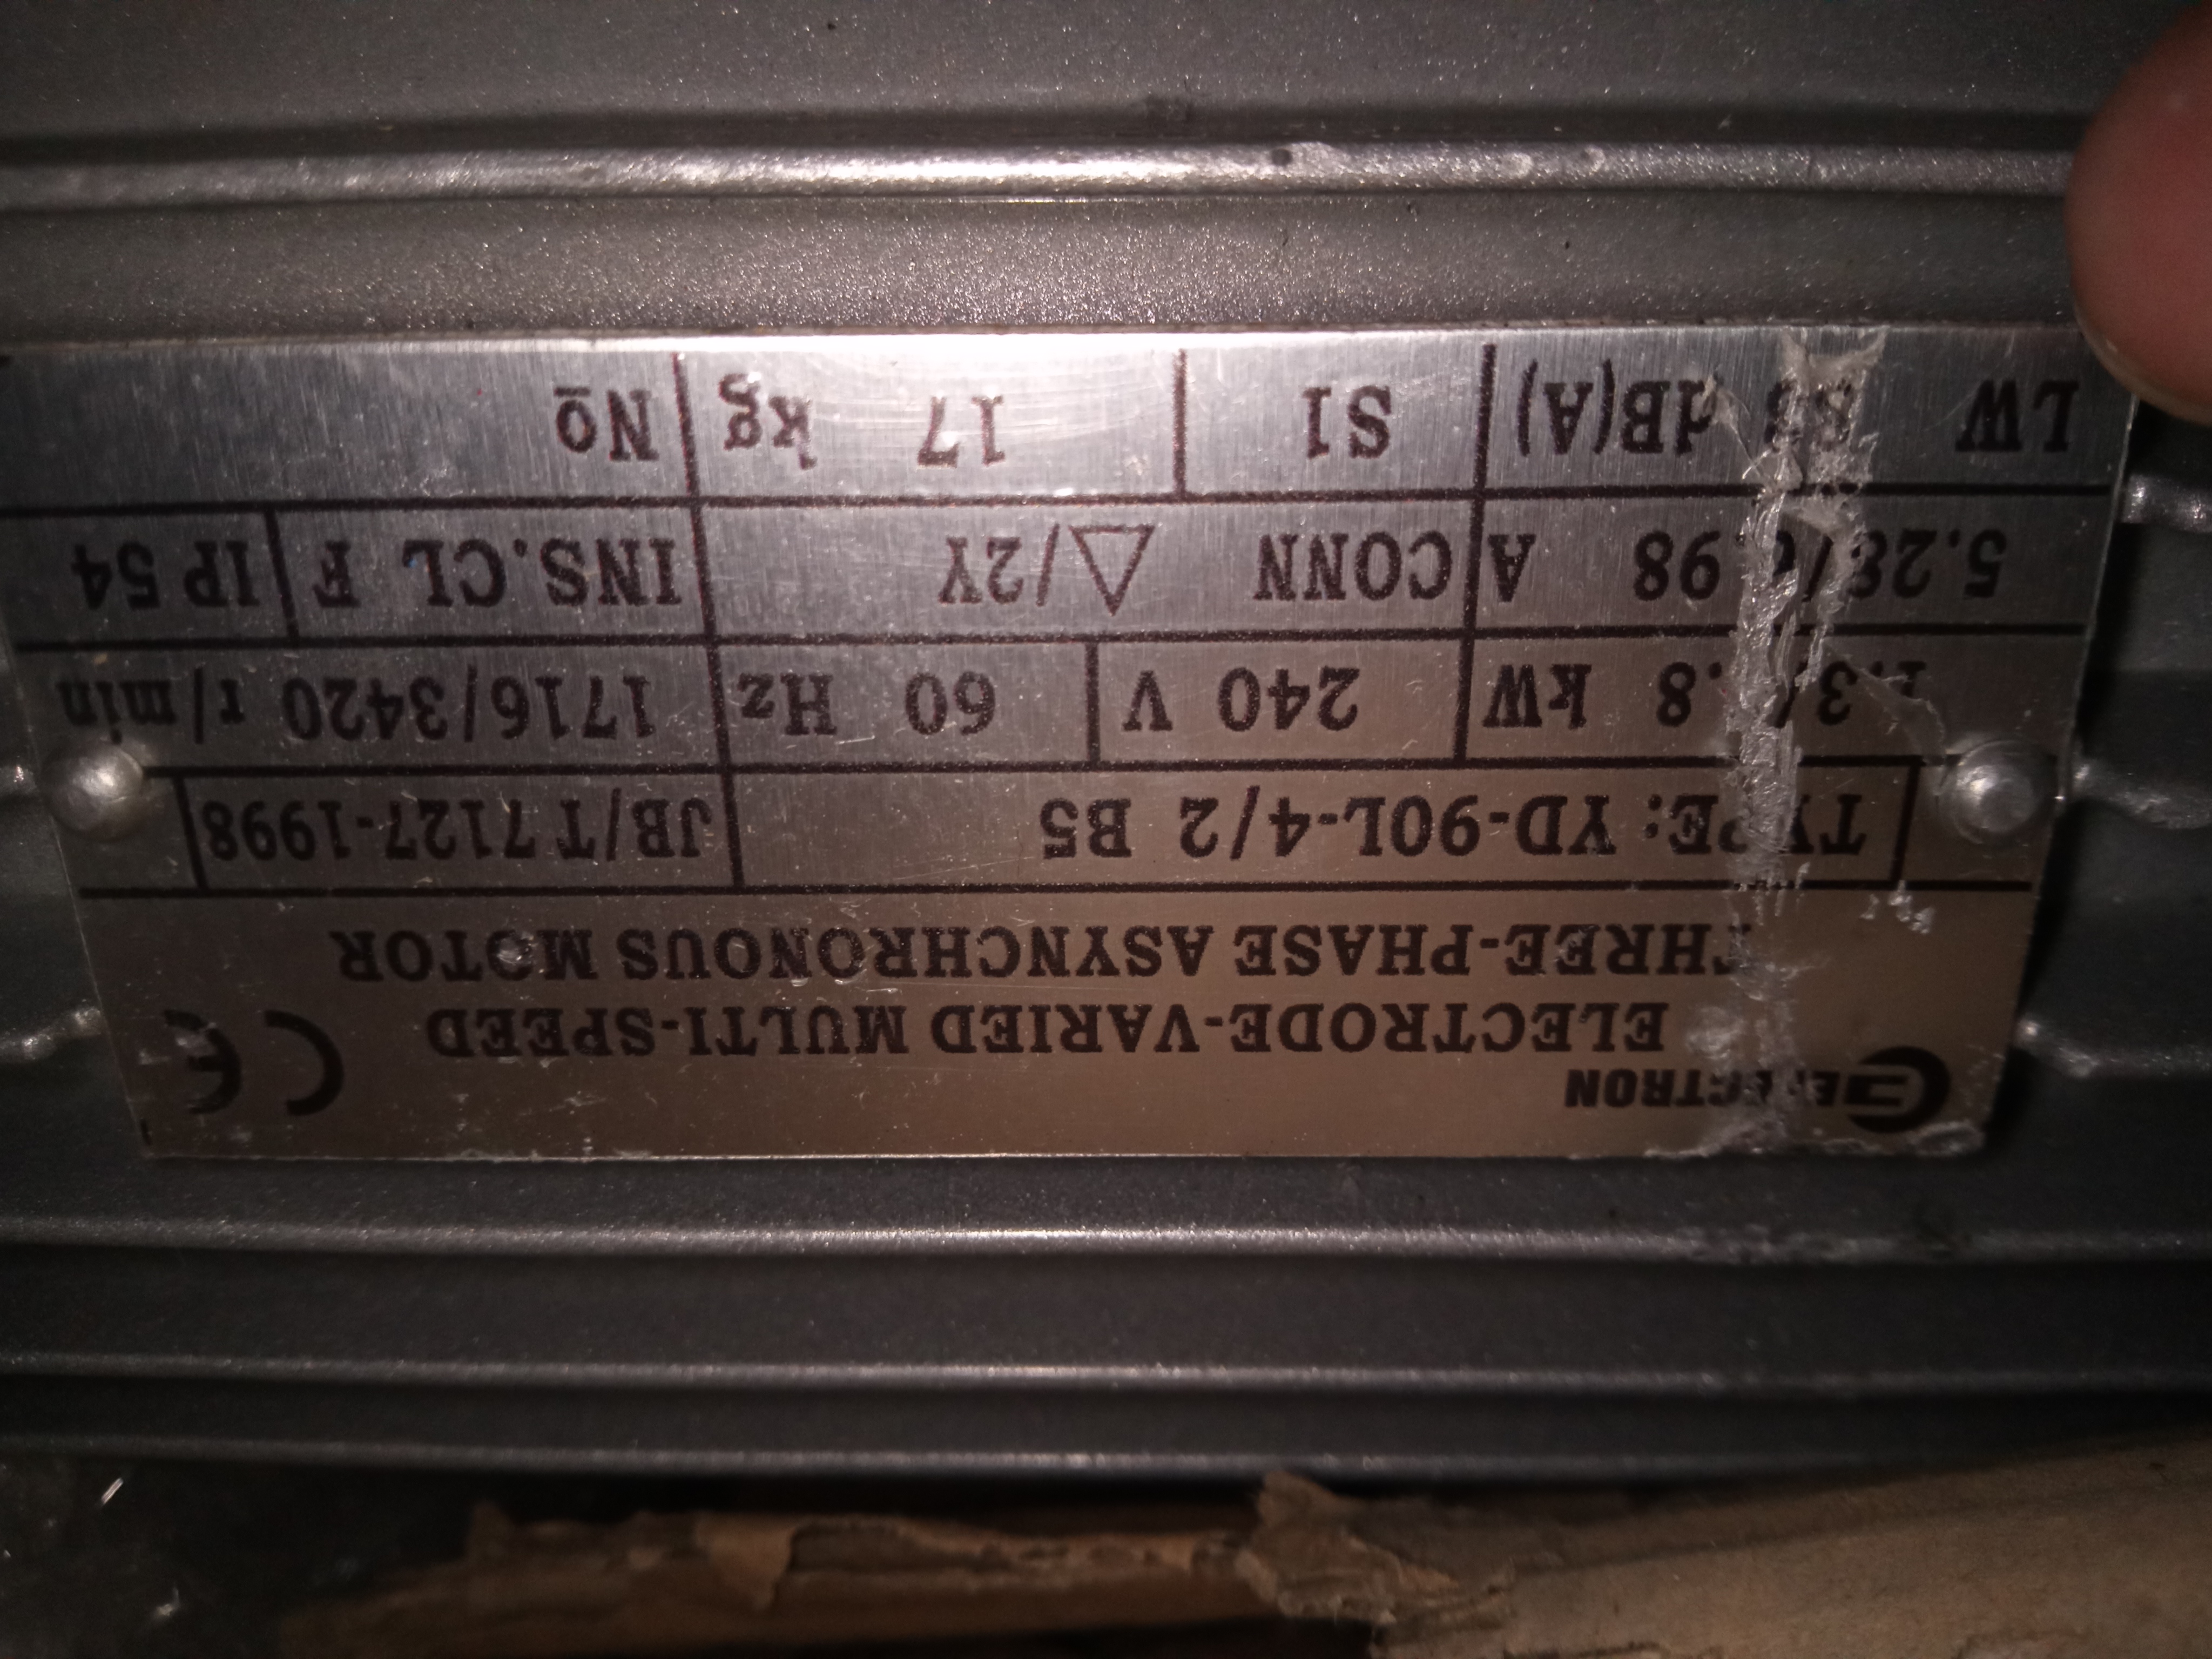 ELECTRON
ELECTRODE-VARIED MULTI-SPEED
THREE-PHASE ASYNCHRONOUS MOTOR
CE
TYPE: YD-90L-4/2 B5 JB/T 7127-1998
kW 240 V 60 Hz 1716/3420 r/min
A CONN △/2Y INS.CL F IP 54
LW dB(A) S1 17 kg No